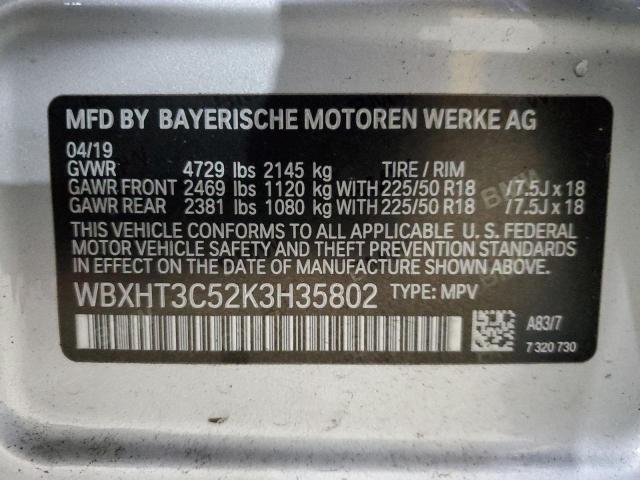 MFD BY BAYERISCHE MOTOREN WERKE AG
04/19
GVWR 4729 lbs 2145 kg TIRE / RIM
GAWR FRONT 2469 lbs 1120 kg WITH 225/50 R18 /7.5J x 18
GAWR REAR 2381 lbs 1080 kg WITH 225/50 R18 /7.5J x 18
THIS VEHICLE CONFORMS TO ALL APPLICABLE U. S. FEDERAL
MOTOR VEHICLE SAFETY AND THEFT PREVENTION STANDARDS
IN EFFECT ON THE DATE OF MANUFACTURE SHOWN ABOVE.
WBXHT3C52K3H35802 TYPE: MPV
A83/7
7 320 730